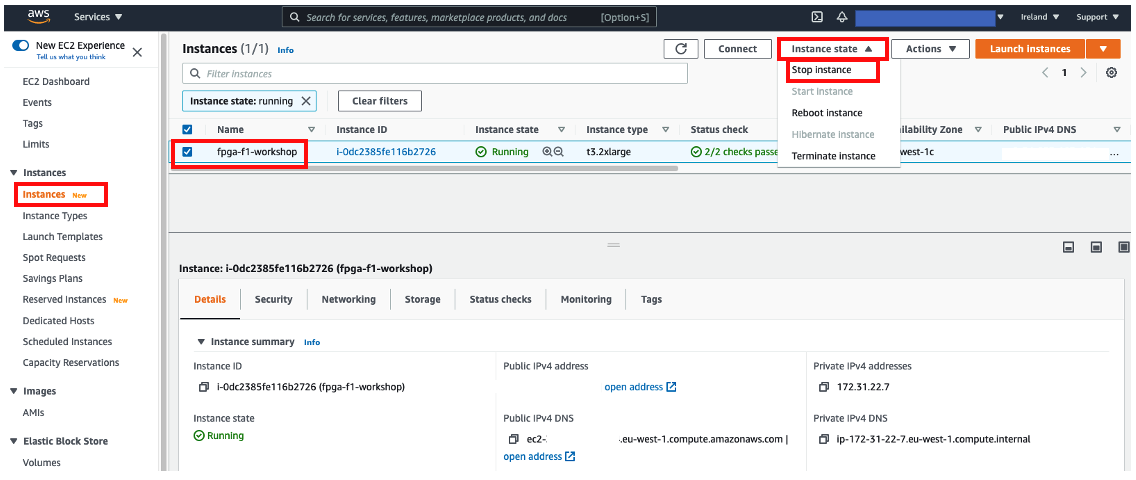 aws
Services
Search for services, features, marketplace products, and docs
[Option+S]
Ireland
Support
New EC2 Experience
Tell us what you think
EC2 Dashboard
Events
Tags
Limits
Instances
Instances New
Instance Types
Launch Templates
Spot Requests
Savings Plans
Reserved Instances New
Dedicated Hosts
Scheduled Instances
Capacity Reservations
Images
AMIs
Elastic Block Store
Volumes
Instances (1/1) Info
Connect
Instance state
Actions
Launch instances
Filter instances
1
Instance state: running
Clear filters
Stop instance
Start instance
Reboot instance
Hibernate instance
Terminate instance
Name
Instance ID
Instance state
Instance type
Status check
ilability Zone
Public IPv4 DNS
fpga-f1-workshop
i-0dc2385fe116b2726
Running
t3.2xlarge
2/2 checks passe
west-1c
...
Instance: i-0dc2385fe116b2726 (fpga-f1-workshop)
Details
Security
Networking
Storage
Status checks
Monitoring
Tags
Instance summary Info
Instance ID
i-0dc2385fe116b2726 (fpga-f1-workshop)
Public IPv4 address
open address
Private IPv4 addresses
172.31.22.7
Instance state
Running
Public IPv4 DNS
ec2- .eu-west-1.compute.amazonaws.com |
open address
Private IPv4 DNS
ip-172-31-22-7.eu-west-1.compute.internal